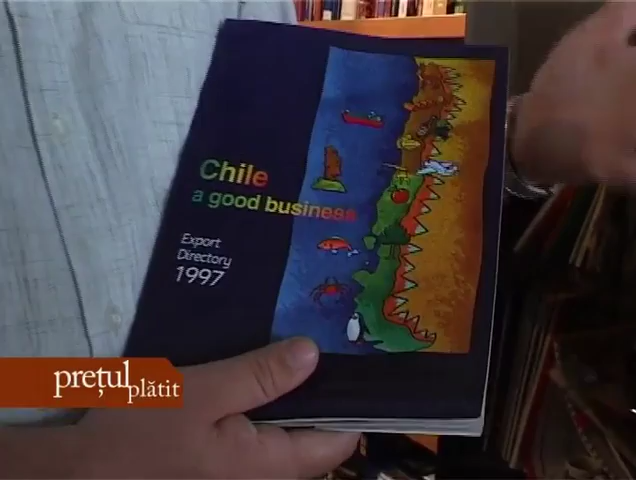 Chile
a good business
Export
Directory
1997
prețul
plătit